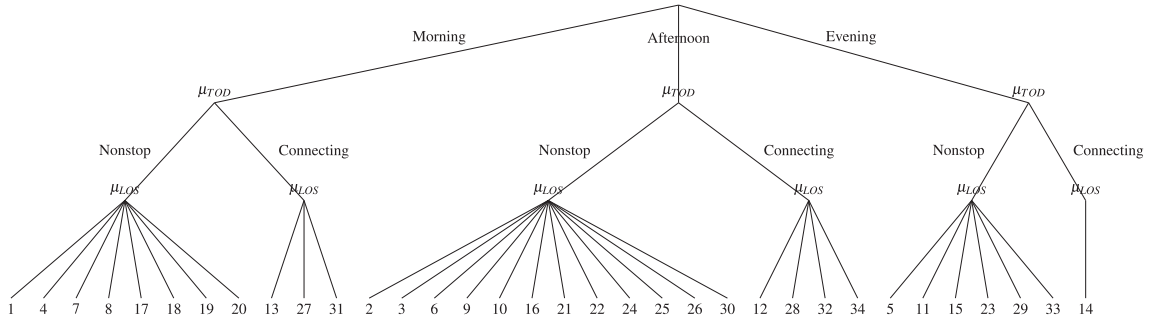 Morning Afternoon Evening
μTOD μTOD μTOD
Nonstop Connecting Nonstop Connecting Nonstop Connecting
μLOS μLOS μLOS μLOS μLOS μLOS
1 4 7 8 17 18 19 20 13 27 31 2 3 6 9 10 16 21 22 24 25 26 30 12 28 32 34 5 11 15 23 29 33 14